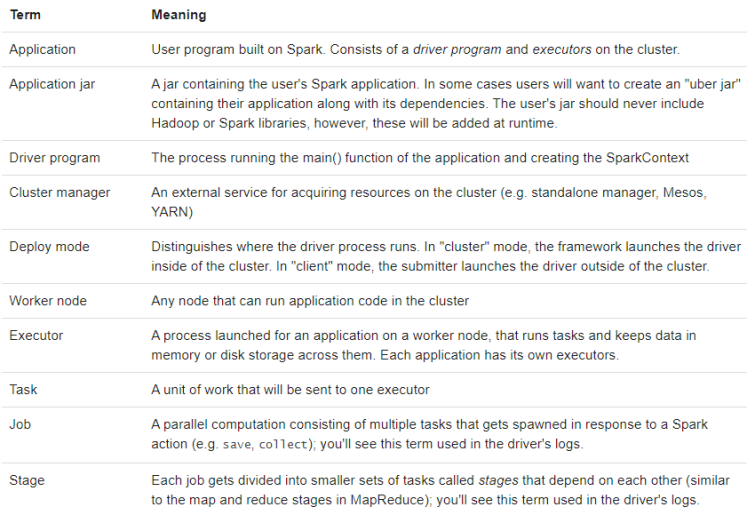 Term Meaning
Application User program built on Spark. Consists of a driver program and executors on the cluster.
Application jar A jar containing the user's Spark application. In some cases users will want to create an "uber jar"
containing their application along with its dependencies. The user's jar should never include
Hadoop or Spark libraries, however, these will be added at runtime.
Driver program The process running the main() function of the application and creating the SparkContext
Cluster manager An external service for acquiring resources on the cluster (e.g. standalone manager, Mesos,
YARN)
Deploy mode Distinguishes where the driver process runs. In "cluster" mode, the framework launches the driver
inside of the cluster. In "client" mode, the submitter launches the driver outside of the cluster.
Worker node Any node that can run application code in the cluster
Executor A process launched for an application on a worker node, that runs tasks and keeps data in
memory or disk storage across them. Each application has its own executors.
Task A unit of work that will be sent to one executor
Job A parallel computation consisting of multiple tasks that gets spawned in response to a Spark
action (e.g. save, collect); you'll see this term used in the driver's logs.
Stage Each job gets divided into smaller sets of tasks called stages that depend on each other (similar
to the map and reduce stages in MapReduce); you'll see this term used in the driver's logs.